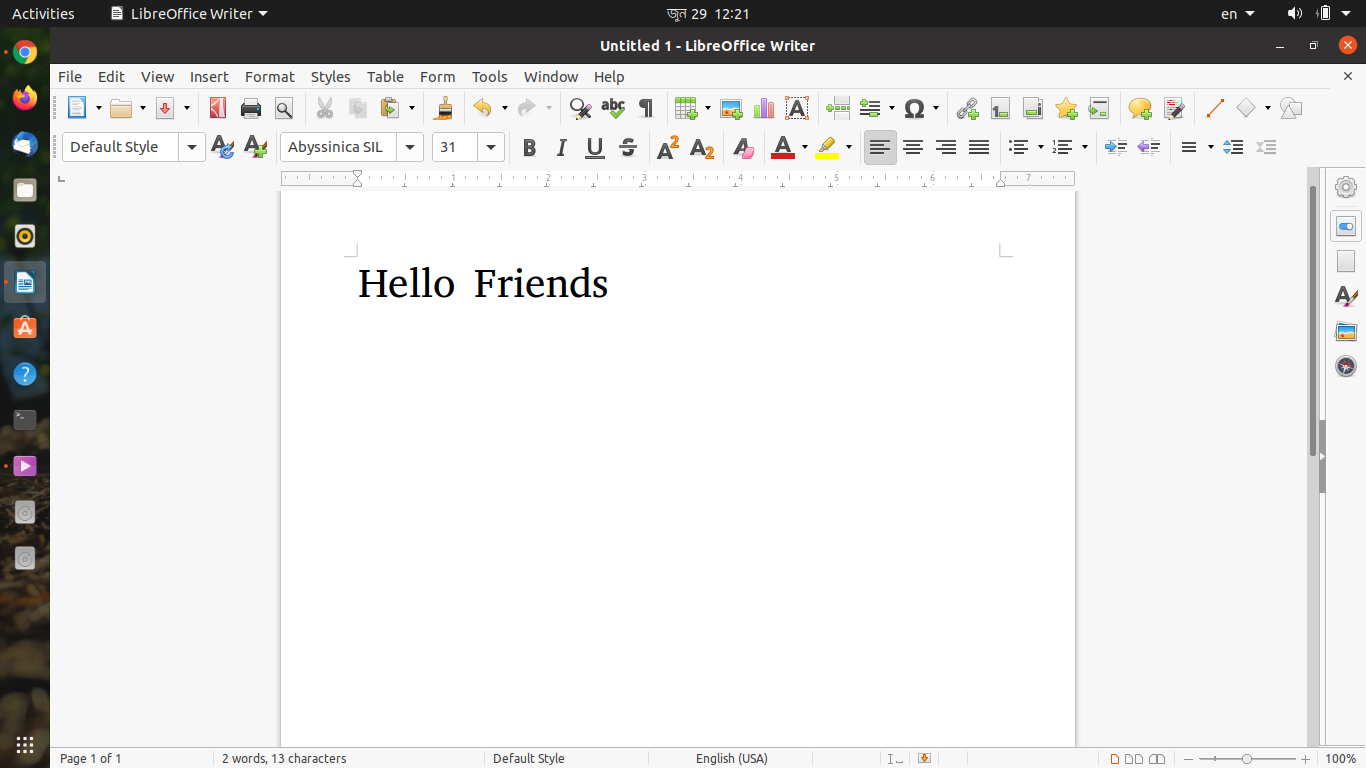 Activities LibreOffice Writer জুন 29 12:21 en
Untitled 1 - LibreOffice Writer
File Edit View Insert Format Styles Table Form Tools Window Help
Default Style Abyssinica SIL 31
1 2 3 4 5 6 7
Hello  Friends
Page 1 of 1 2 words, 13 characters Default Style English (USA) 100%